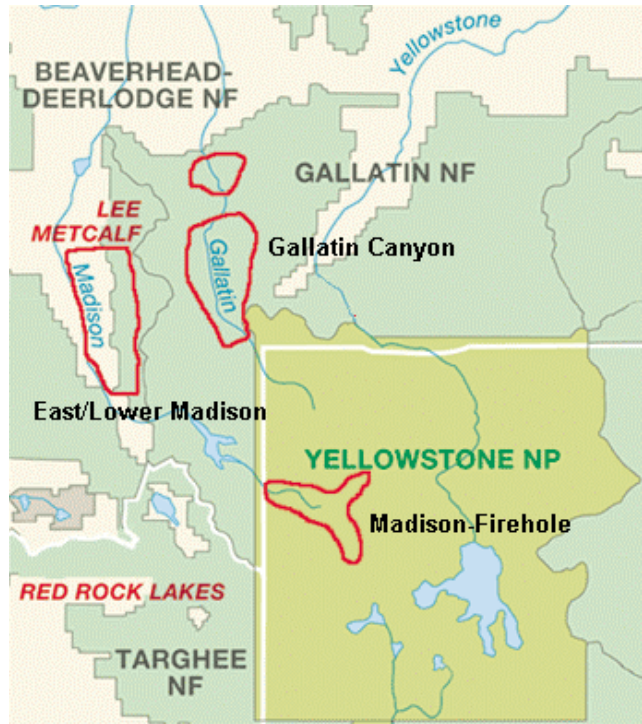 Yellowstone
BEAVERHEAD-
DEERLODGE NF
GALLATIN NF
LEE
METCALF
Gallatin Canyon
Gallatin
Madison
East/Lower Madison
YELLOWSTONE NP
Madison-Firehole
RED ROCK LAKES
TARGHEE
NF